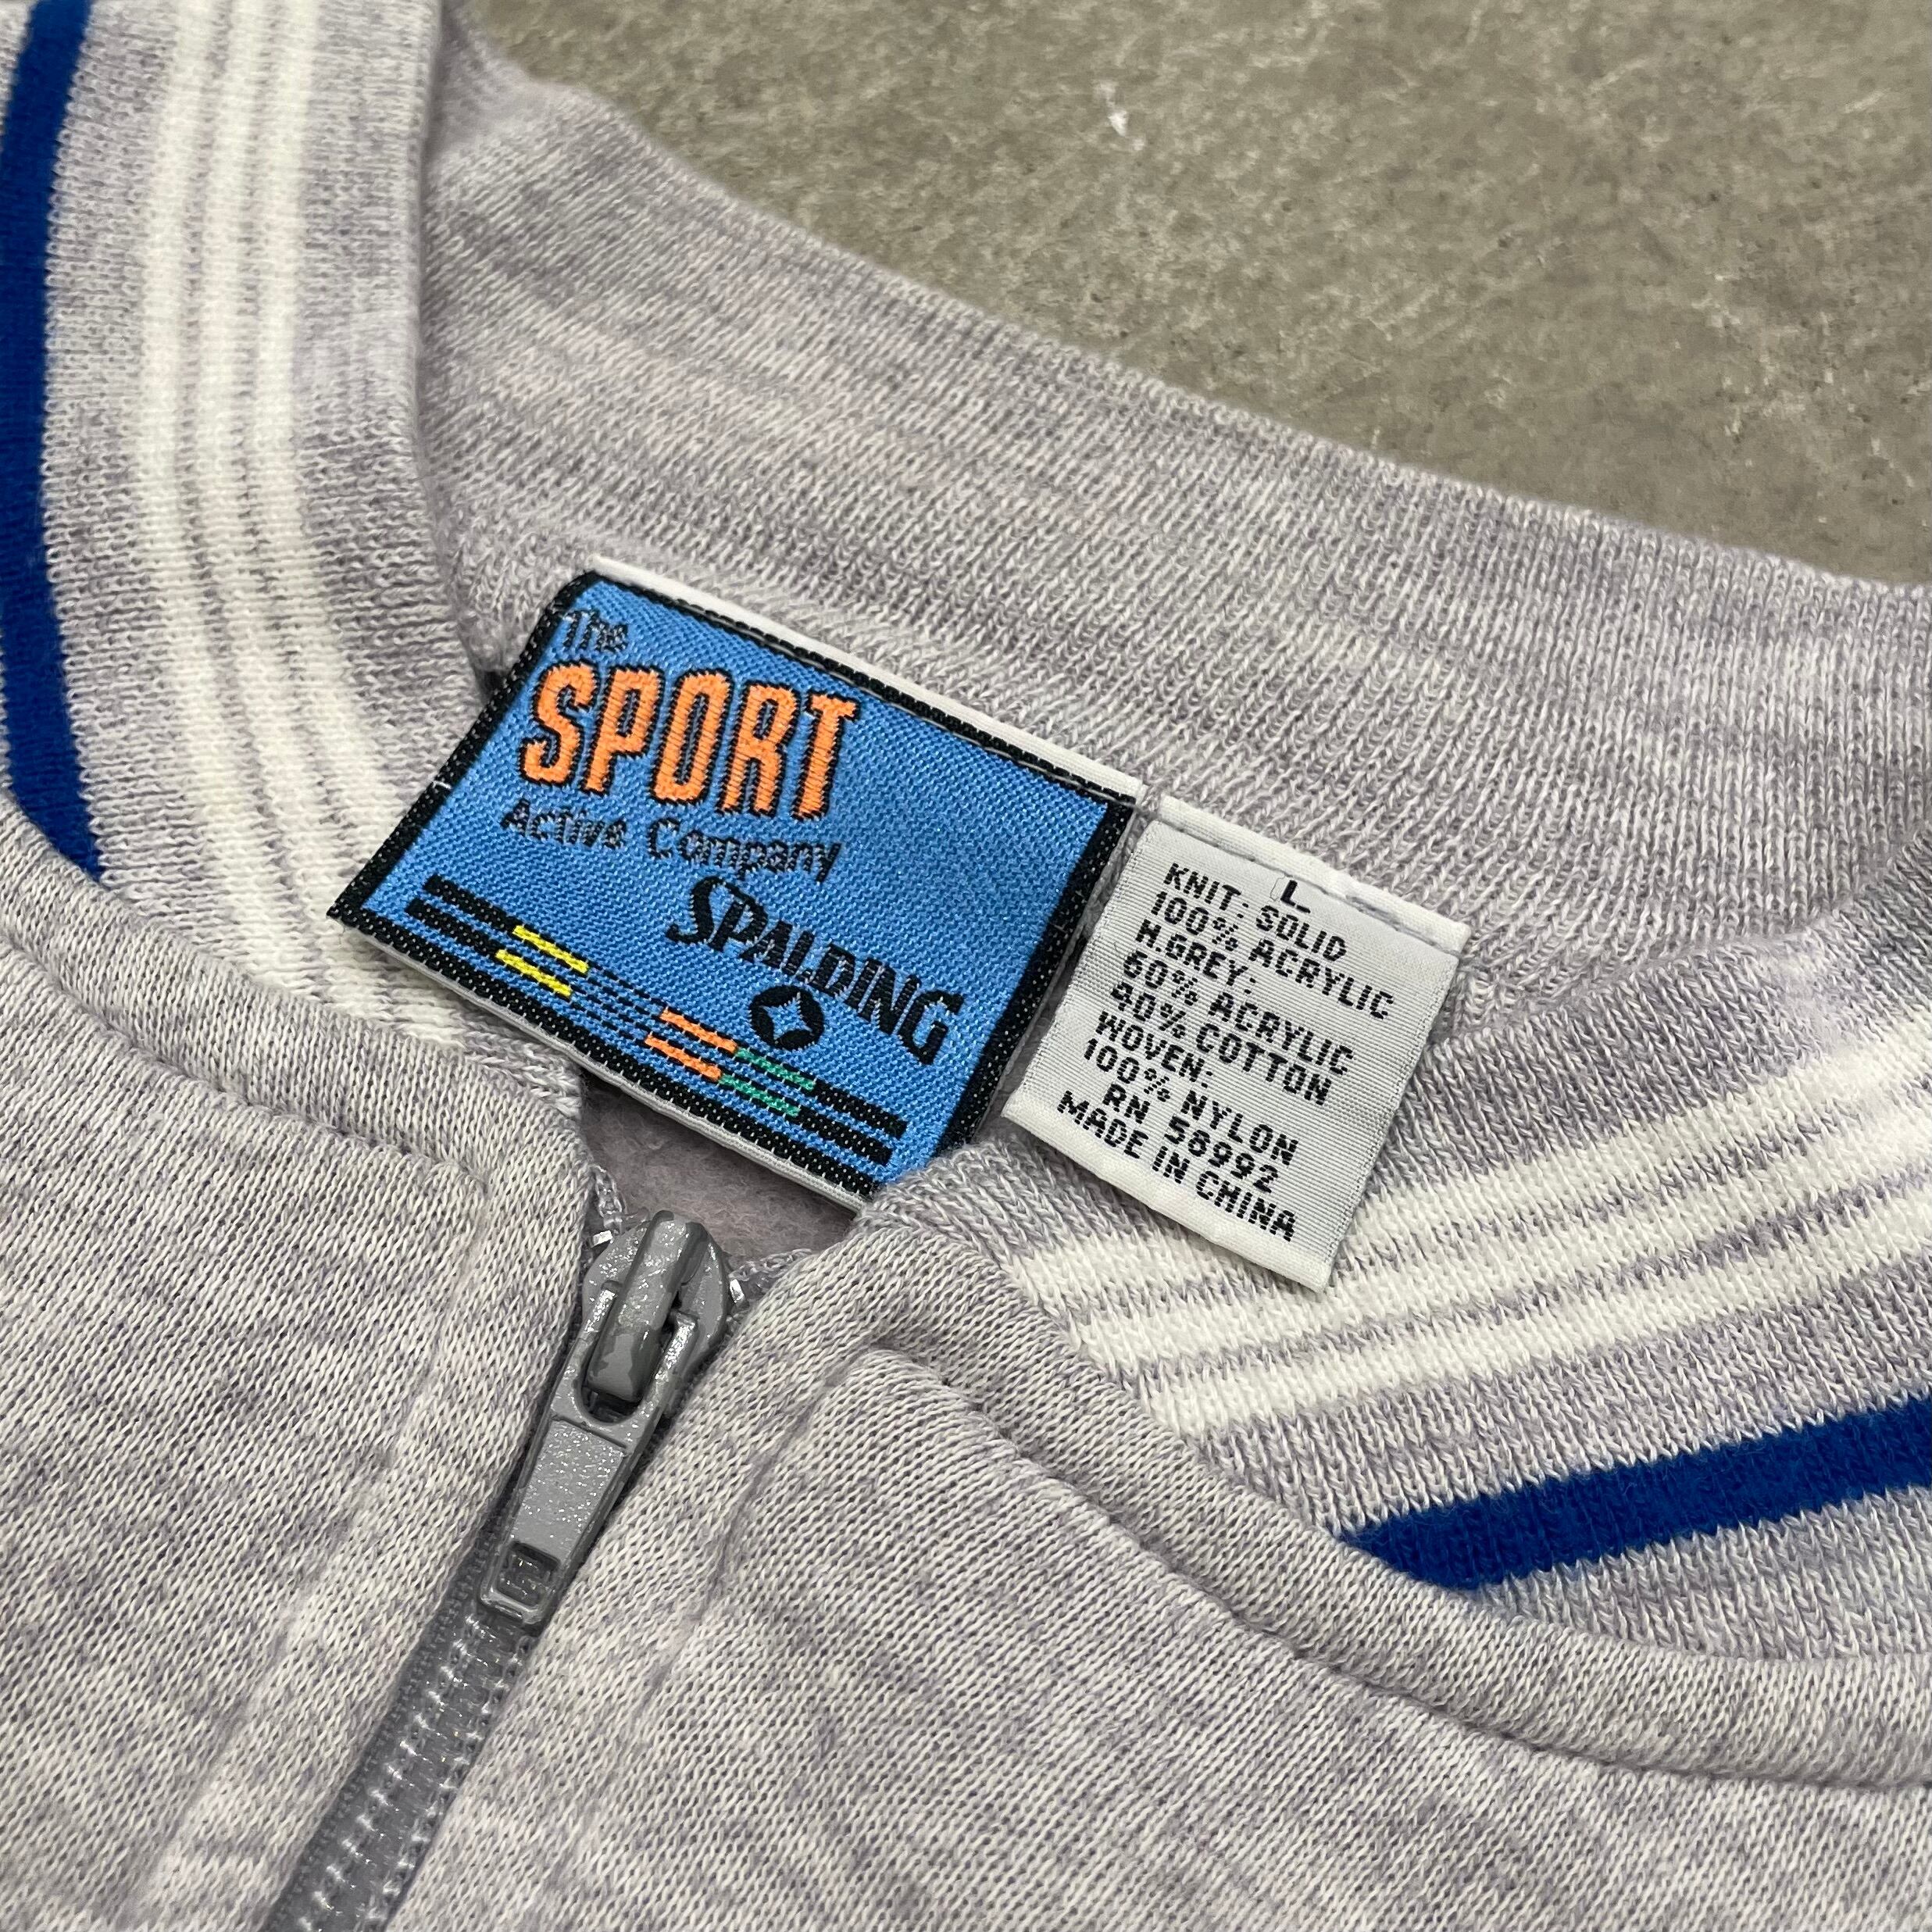 The
SPORT
Active Company
SPALDING
L
KNIT: SOLID
100% ACRYLIC
H.GREY:
60% ACRYLIC
40% COTTON
WOVEN:
100% NYLON
RN 56992
MADE IN CHINA